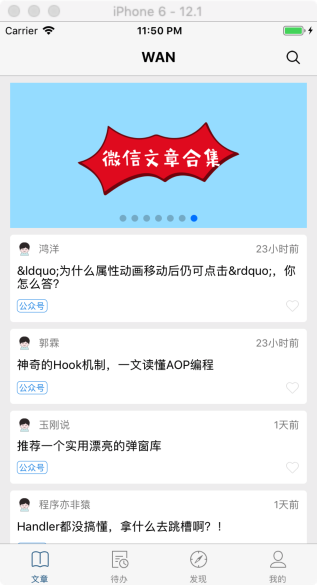 iPhone 6 - 12.1
Carrier 11:50 PM
WAN
微信文章合集
鸿洋 23小时前
&ldquo;为什么属性动画移动后仍可点击&rdquo;，你
怎么答？
公众号
郭霖 23小时前
神奇的Hook机制，一文读懂AOP编程
公众号
玉刚说 1天前
推荐一个实用漂亮的弹窗库
公众号
程序亦非猿 1天前
Handler都没搞懂，拿什么去跳槽啊？！
文章 待办 发现 我的